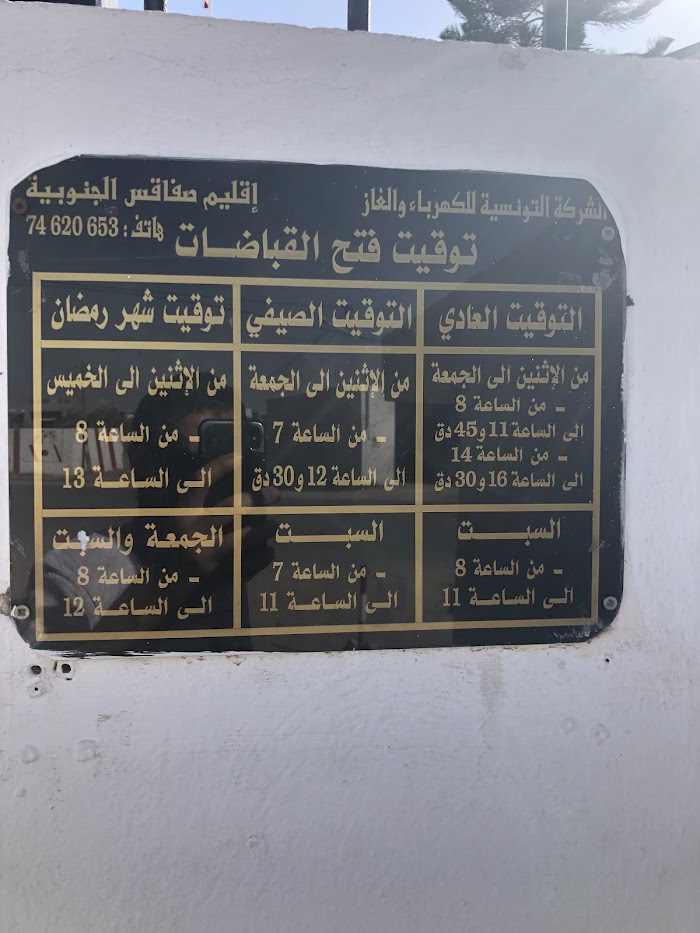 الشركة التونسية للكهرباء والغاز
إقليم صفاقس الجنوبية
هاتف : 653 620 74
توقيت فتح القباضات
التوقيت العادي
من الإثنين الى الجمعة
- من الساعة 8
الى الساعة 11 و45 دق
- من الساعة 14
الى الساعة 16 و30 دق
السبت
- من الساعة 8
الى الساعة 11
التوقيت الصيفي
من الإثنين الى الجمعة
- من الساعة 7
الى الساعة 12 و30 دق
السبت
- من الساعة 7
الى الساعة 11
توقيت شهر رمضان
من الإثنين الى الخميس
- من الساعة 8
الى الساعة 13
الجمعة والسبت
- من الساعة 8
الى الساعة 12